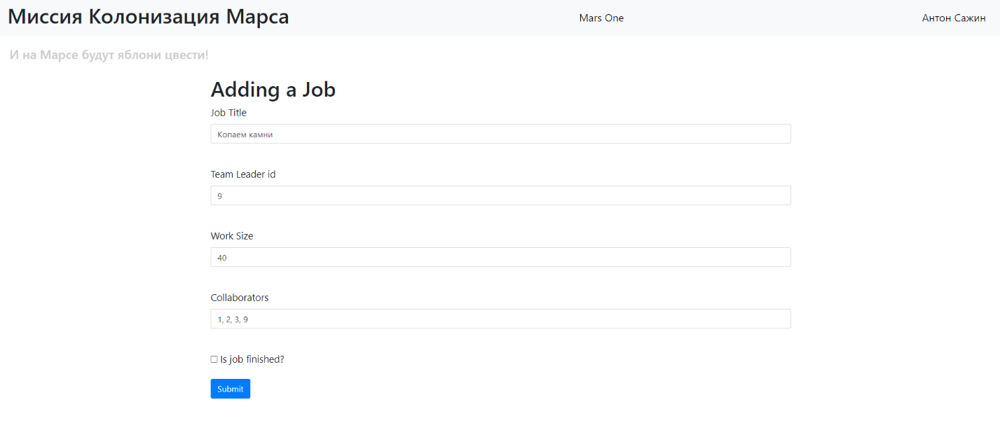 Миссия Колонизация Марса
Mars One
Антон Сажин
И на Марсе будут яблони цвести!
Adding a Job
Job Title
Копаем камни
Team Leader id
9
Work Size
40
Collaborators
1, 2, 3, 9
Is job finished?
Submit